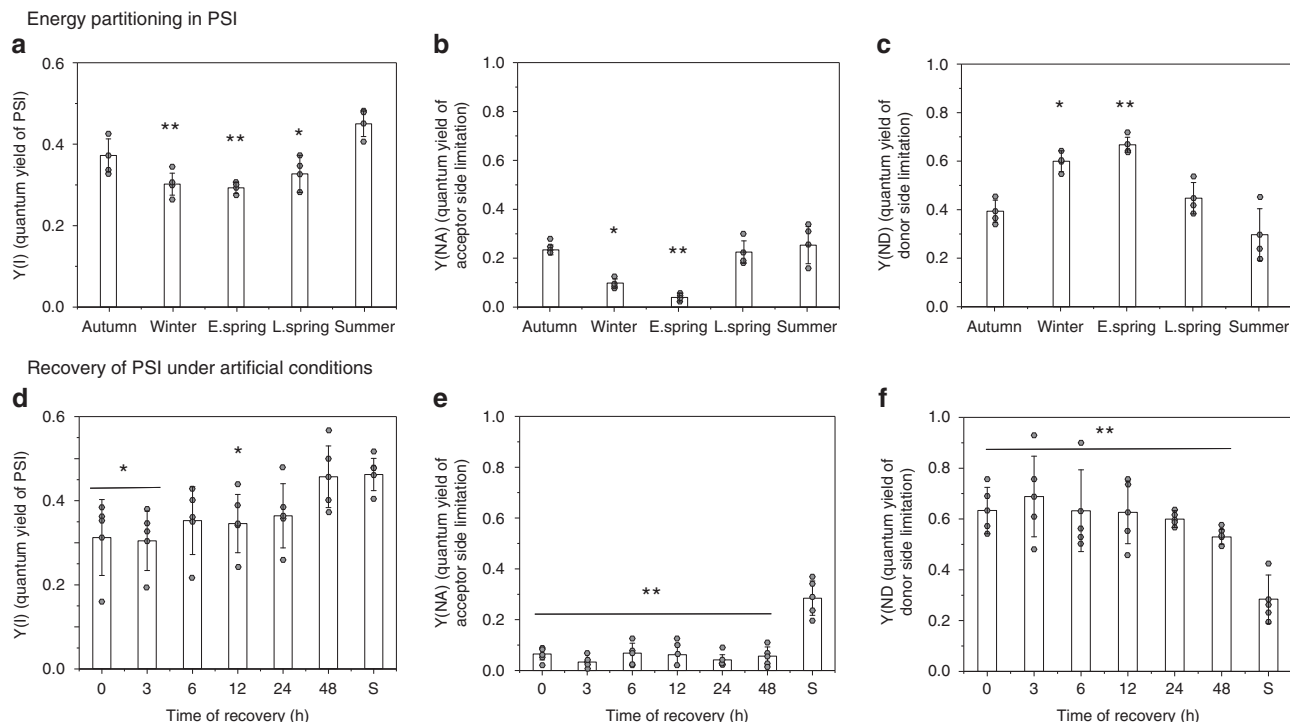 Energy partitioning in PSI
a
Y(I) (quantum yield of PSI)
0.6
0.4
0.2
0.0
**
**
*
Autumn Winter E.spring L.spring Summer
b
Y(NA) (quantum yield of
acceptor side limitation)
1.0
0.8
0.6
0.4
0.2
0.0
*
**
Autumn Winter E.spring L.spring Summer
c
Y(ND) (quantum yield of
donor side limitation)
1.0
0.8
0.6
0.4
0.2
0.0
*
**
Autumn Winter E.spring L.spring Summer
Recovery of PSI under artificial conditions
d
Y(I) (quantum yield of PSI)
0.6
0.4
0.2
0.0
*
*
0 3 6 12 24 48 S
Time of recovery (h)
e
Y(NA) (quantum yield of
acceptor side limitation)
1.0
0.8
0.6
0.4
0.2
0.0
**
0 3 6 12 24 48 S
Time of recovery (h)
f
Y(ND (quantum yield of
donor side limitation)
1.0
0.8
0.6
0.4
0.2
0.0
**
0 3 6 12 24 48 S
Time of recovery (h)